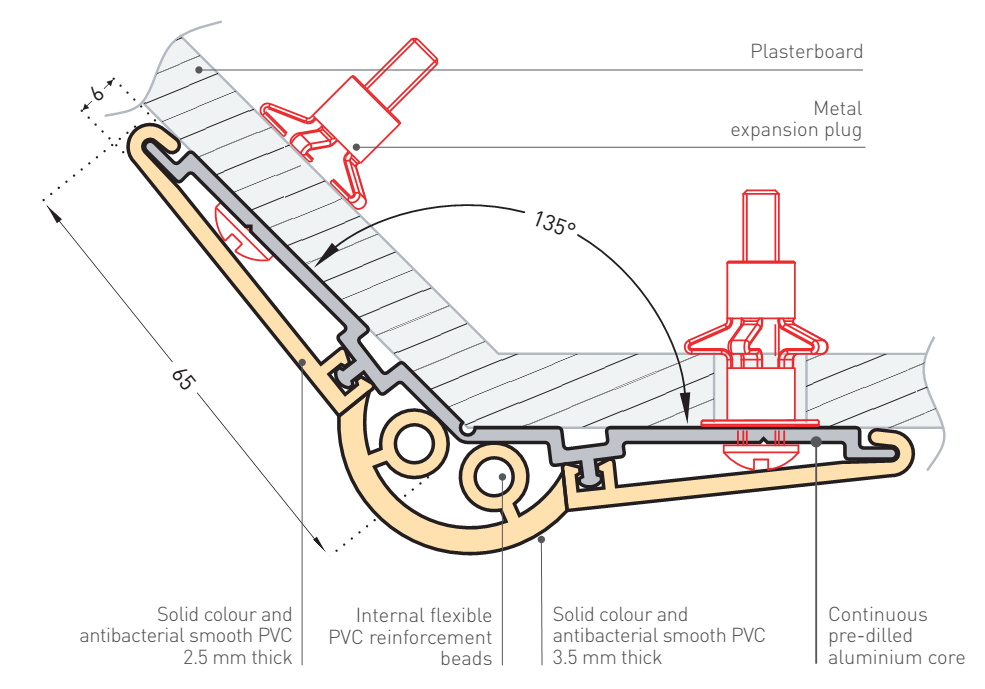 Plasterboard
Metal
expansion plug
6
135°
65
Solid colour and
antibacterial smooth PVC
2.5 mm thick
Internal flexible
PVC reinforcement
beads
Solid colour and
antibacterial smooth PVC
3.5 mm thick
Continuous
pre-dilled
aluminium core